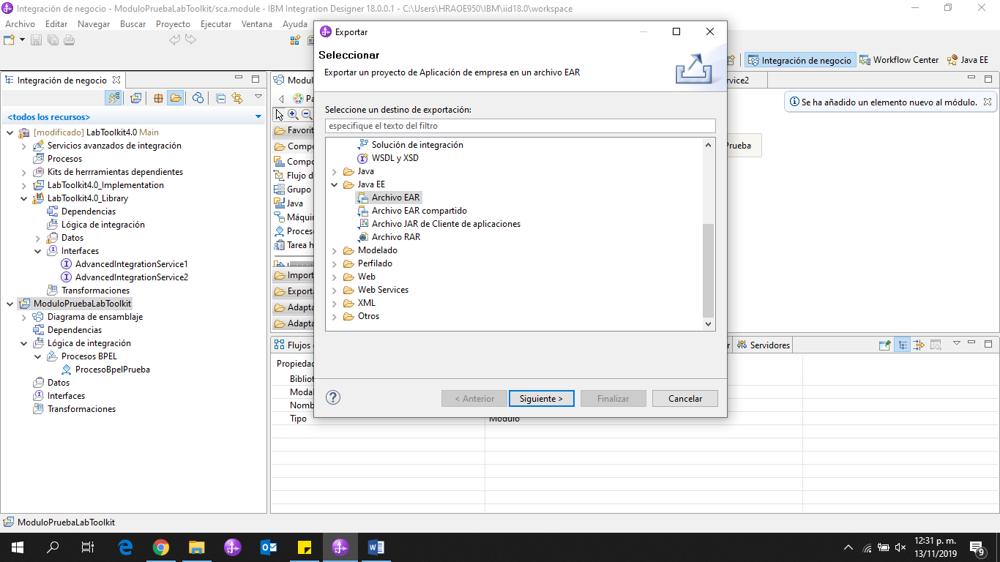 Integración de negocio - ModuloPruebaLabToolkit/sca.module - IBM Integration Designer 18.0.0.1 - C:\Users\HRAOE950\IBM\iid18.0\workspace
Archivo Editar Navegar Buscar Proyecto Ejecutar Ventana Ayuda
Integración de negocio Workflow Center Java EE
Integración de negocio
<todos los recursos>
[modificado] LabToolkit4.0 Main
Servicios avanzados de integración
Procesos
Kits de herrramientas dependientes
LabToolkit4.0_Implementation
LabToolkit4.0_Library
Dependencias
Lógica de integración
Datos
Interfaces
AdvancedIntegrationService1
AdvancedIntegrationService2
Transformaciones
ModuloPruebaLabToolkit
Diagrama de ensamblaje
Dependencias
Lógica de integración
Procesos BPEL
ProcesoBpelPrueba
Datos
Interfaces
Transformaciones
Modul
rvice2
Pa
Se ha añadido un elemento nuevo al módulo.
Favorit
Compo
Compo
Flujo d
Grupo
Java
Máquin
Proceso
Tarea h
Import
Exporta
Adapta
Adapta
Prueba
Exportar
Seleccionar
Exportar un proyecto de Aplicación de empresa en un archivo EAR
Seleccione un destino de exportación:
especifique el texto del filtro
Solución de integración
WSDL y XSD
Java
Java EE
Archivo EAR
Archivo EAR compartido
Archivo JAR de Cliente de aplicaciones
Archivo RAR
Modelado
Perfilado
Web
Web Services
XML
Otros
< Anterior Siguiente > Finalizar Cancelar
Flujos
r Servidores
Propiedad
Bibliot
Modal
Nomb
Tipo Módulo
ModuloPruebaLabToolkit
12:31 p. m.
13/11/2019
9